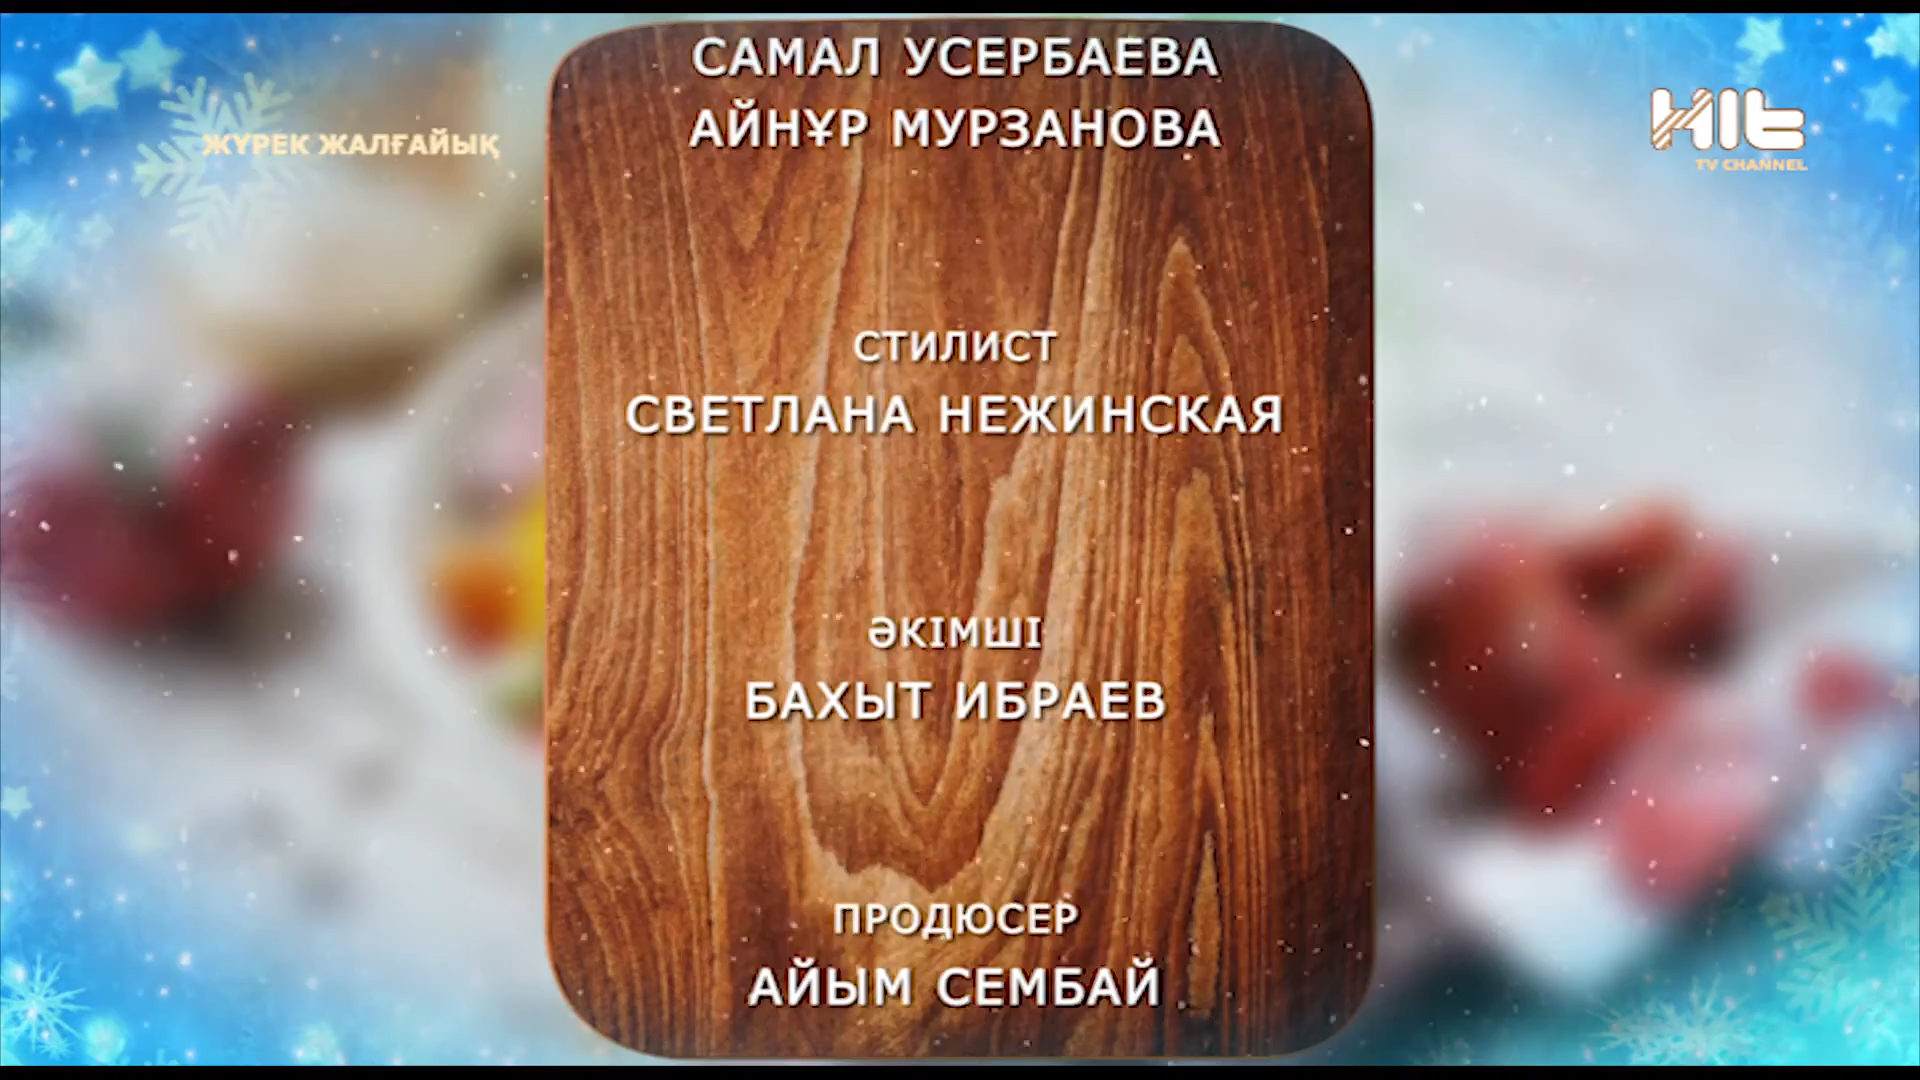 САМАЛ УСЕРБАЕВА
АЙНҰР МУРЗАНОВА
ЖҮРЕК ЖАЛҒАЙЫҚ
HIt
TV CHANNEL
СТИЛИСТ
СВЕТЛАНА НЕЖИНСКАЯ
ӘКІМШІ
БАХЫТ ИБРАЕВ
ПРОДЮСЕР
АЙЫМ СЕМБАЙ